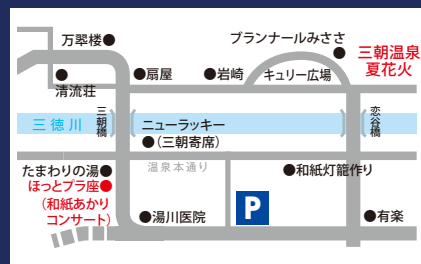 万翠楼●
ブランナールみささ
●
三朝温泉
夏花火
●
清流荘
●扇屋
●岩崎
キュリー広場
三徳川
三朝橋
ニューラッキー
●(三朝寄席)
恋谷橋
たまわりの湯●
ほっとプラ座●
(和紙あかり
コンサート)
温泉本通り
●和紙灯籠作り
●湯川医院
P
●有楽